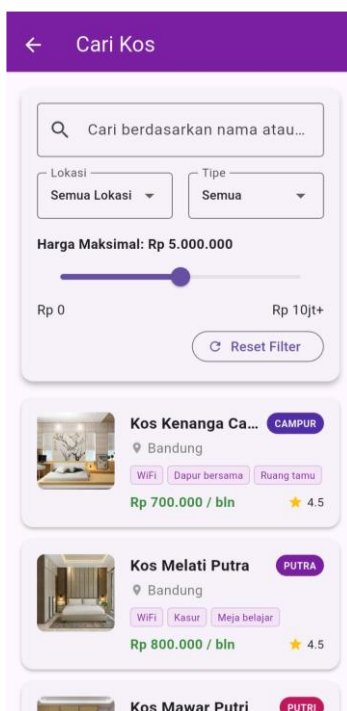 Cari Kos
Cari berdasarkan nama atau...
Lokasi
Tipe
Semua Lokasi
Semua
Harga Maksimal: Rp 5.000.000
Rp 0
Rp 10jt+
Reset Filter
Kos Kenanga Ca...
CAMPUR
Bandung
WiFi
Dapur bersama
Ruang tamu
Rp 700.000 / bln
4.5
Kos Melati Putra
PUTRA
Bandung
WiFi
Kasur
Meja belajar
Rp 800.000 / bln
4.5
Kos Mawar Putri
PUTRI